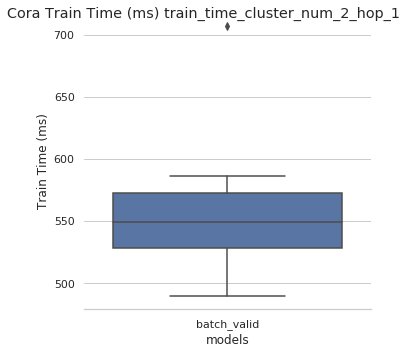 Cora Train Time (ms) train_time_cluster_num_2_hop_1
700
650
600
550
500
Train Time (ms)
batch_valid
models